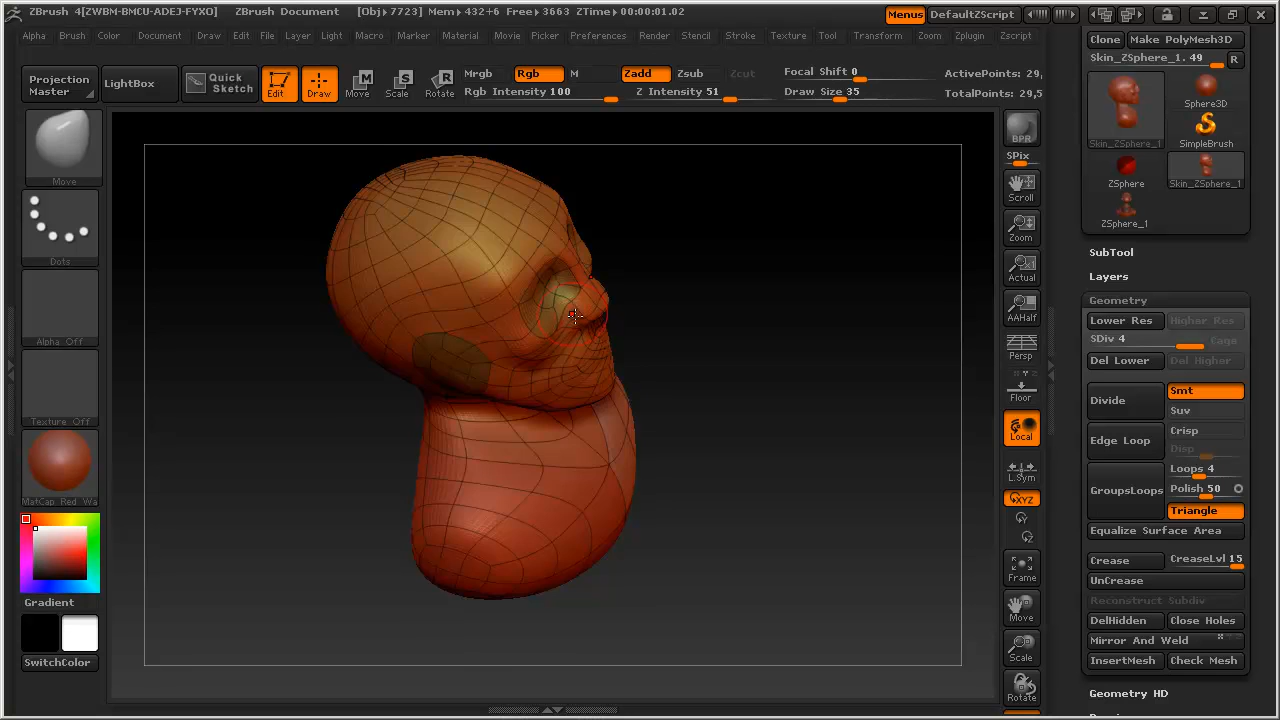 ZBrush 4[ZWBM-BMCU-ADEJ-FYXO] ZBrush Document [Obj▸7723] Mem▸432+6 Free▸3663 ZTime▸00:00:01.02 Menus DefaultZScript
Alpha Brush Color Document Draw Edit File Layer Light Macro Marker Material Movie Picker Preferences Render Stencil Stroke Texture Tool Transform Zoom Zplugin Zscript
Clone Make PolyMesh3D
Skin_ZSphere_1. 49 R
Projection Master
LightBox
Quick Sketch
Edit Draw Move Scale Rotate
Mrgb Rgb M Zadd Zsub Zcut
Rgb Intensity 100 Z Intensity 51
Focal Shift 0
Draw Size 35
ActivePoints: 29,
TotalPoints: 29,5
Move
Dots
Alpha Off
Texture Off
MatCap Red Wa
Gradient
SwitchColor
BPR
SPix
Scroll
Zoom
Actual
AAHalf
Persp
Floor
Local
L.Sym
XYZ
Y
Z
Frame
Move
Scale
Rotate
Skin_ZSphere_1
Sphere3D
SimpleBrush
ZSphere
Skin_ZSphere_1
ZSphere_1
SubTool
Layers
Geometry
Lower Res Higher Res
SDiv 4 Cage
Del Lower Del Higher
Divide Smt
Suv
Edge Loop Crisp
Disp
GroupsLoops Loops 4
Polish 50
Triangle
Equalize Surface Area
Crease CreaseLvl 15
UnCrease
Reconstruct Subdiv
DelHidden Close Holes
Mirror And Weld
InsertMesh Check Mesh
Geometry HD